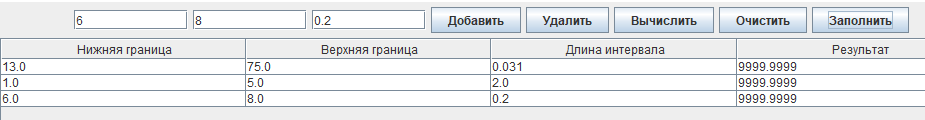 6 8 0.2 Добавить Удалить Вычислить Очистить Заполнить
Нижняя граница Верхняя граница Длина интервала Результат
13.0 75.0 0.031 9999.9999
1.0 5.0 2.0 9999.9999
6.0 8.0 0.2 9999.9999